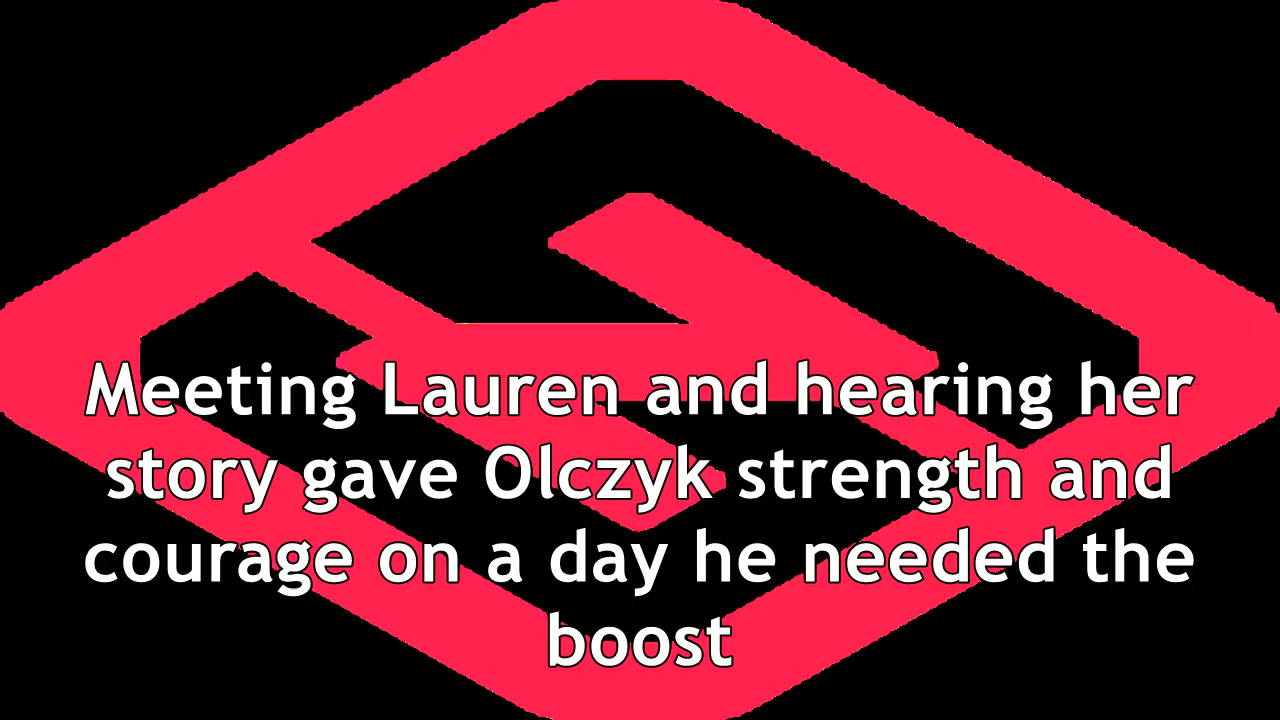 Meeting Lauren and hearing her
story gave Olczyk strength and
courage on a day he needed the
boost